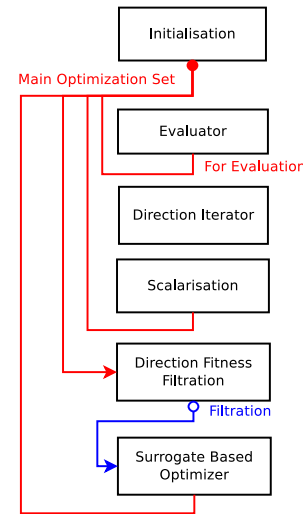 Initialisation
Main Optimization Set
Evaluator
For Evaluation
Direction Iterator
Scalarisation
Direction Fitness
Filtration
Filtration
Surrogate Based
Optimizer